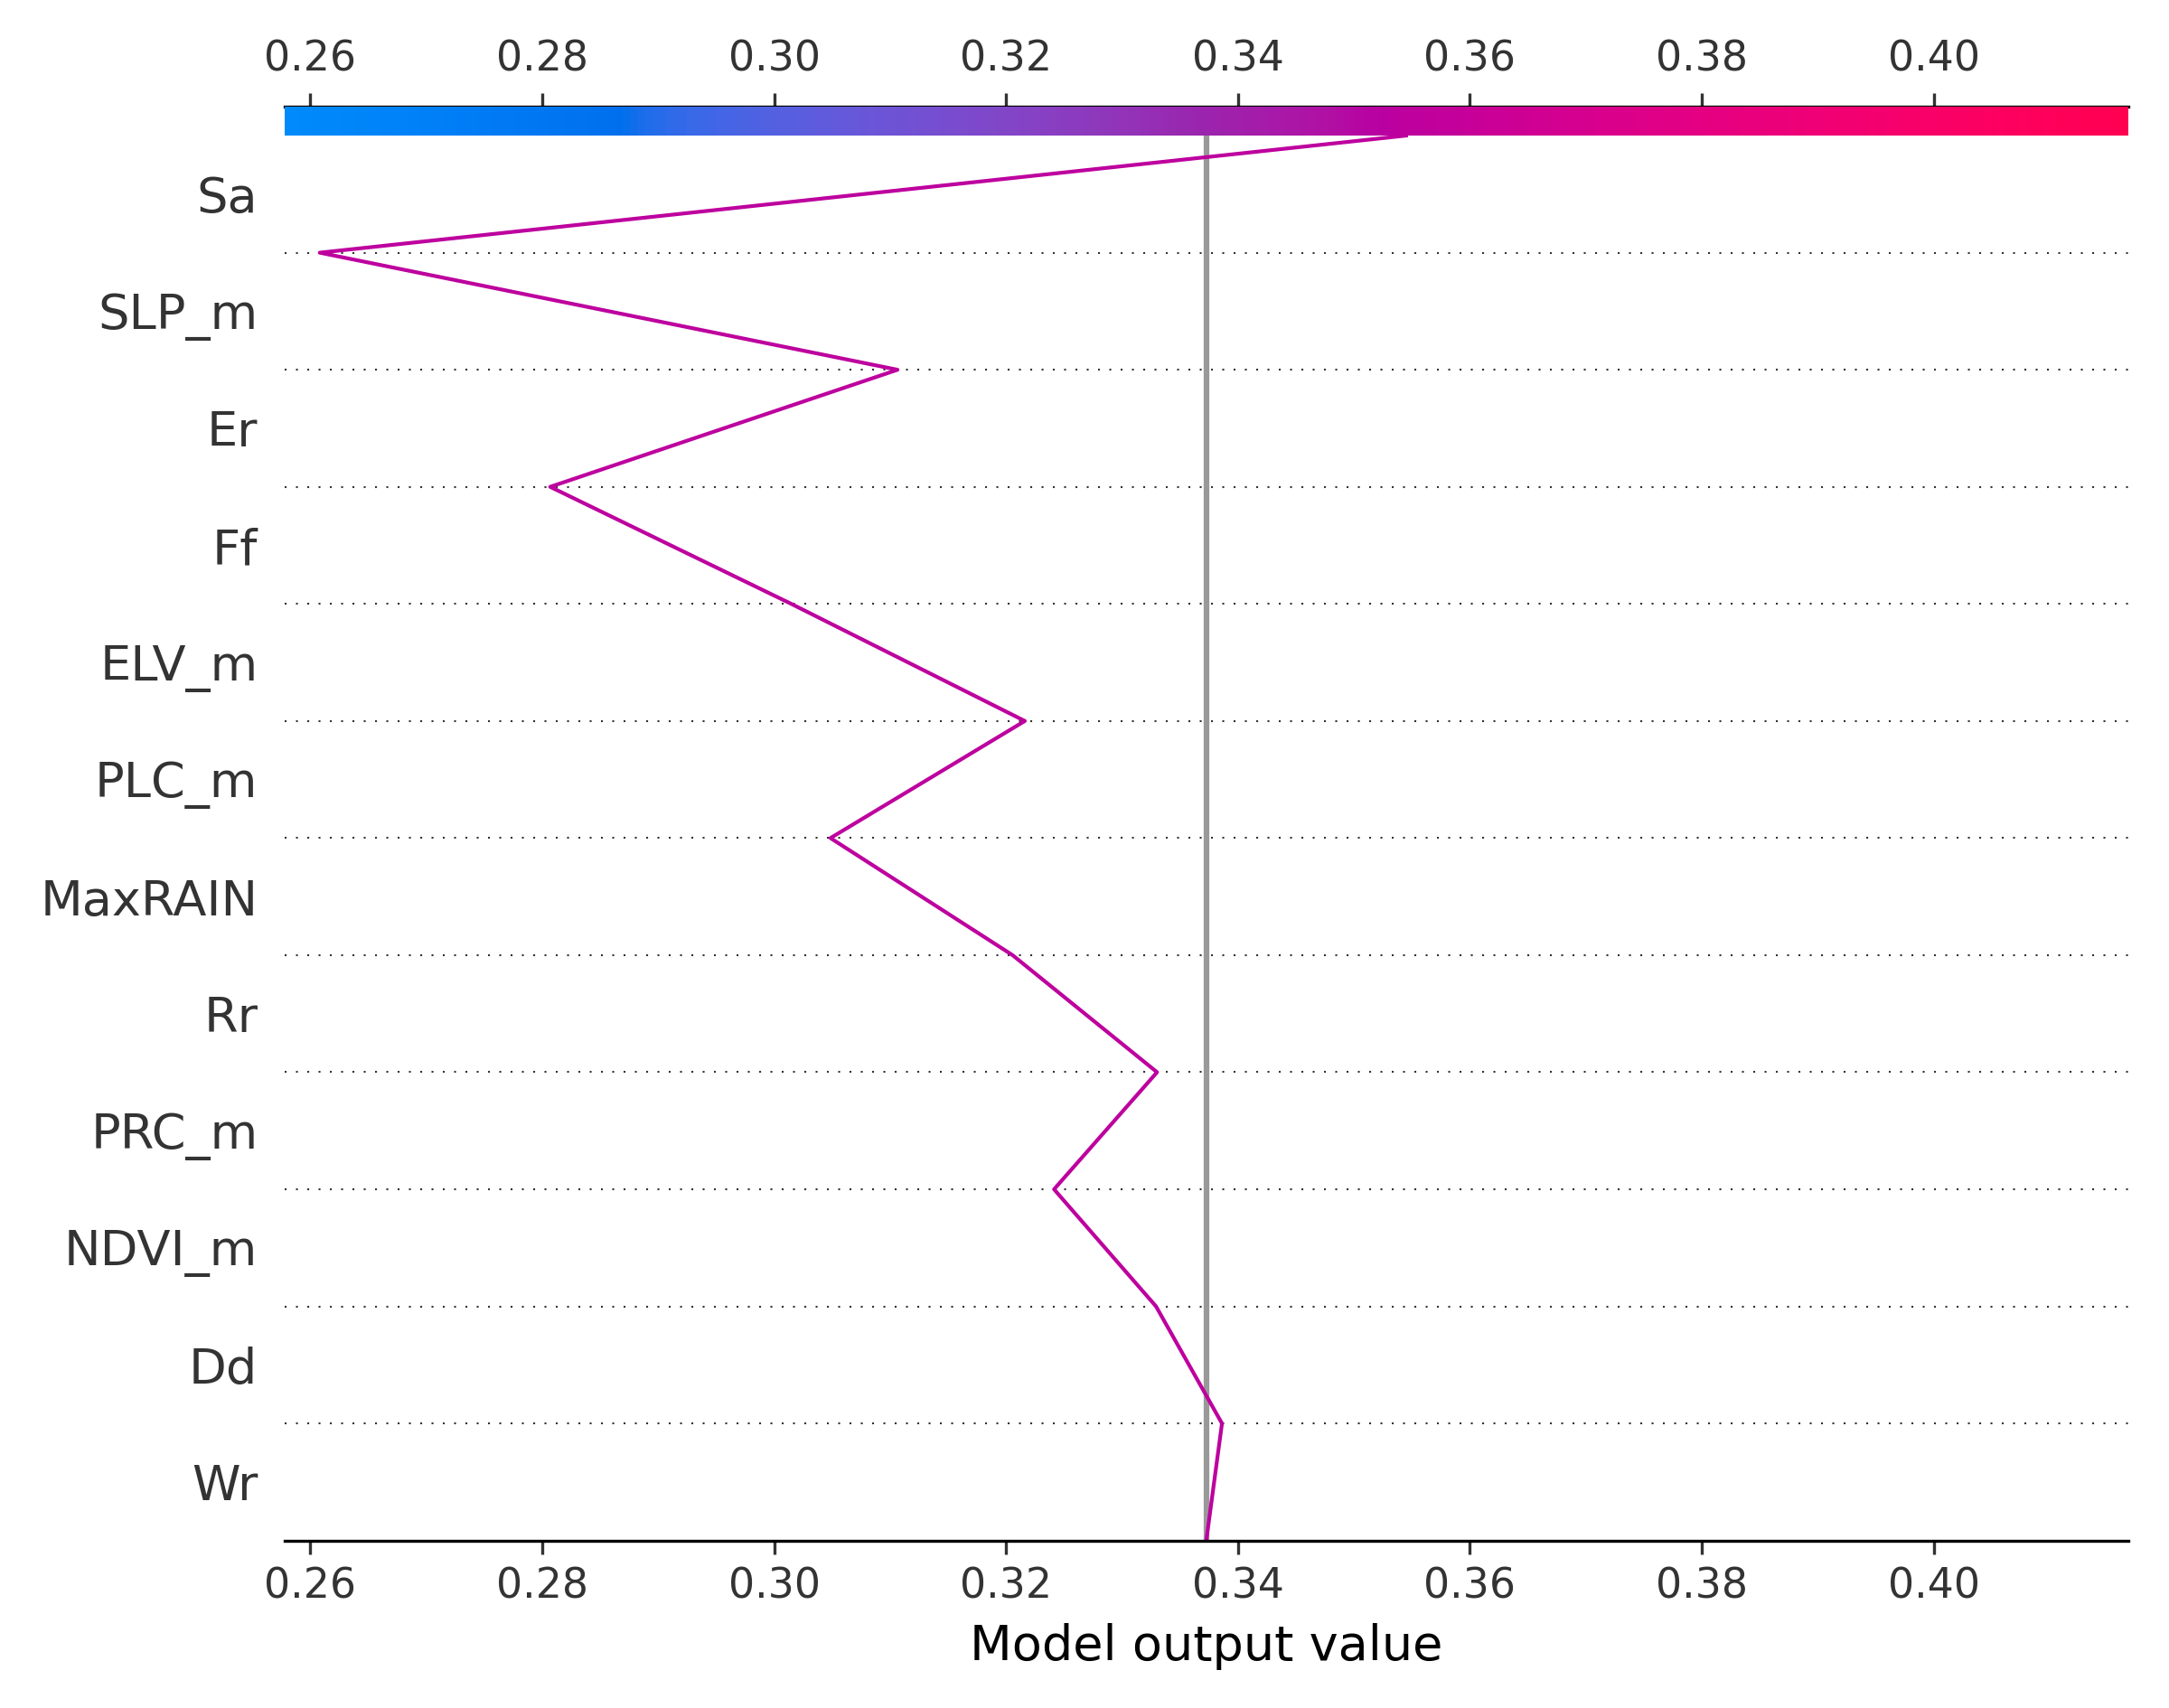 0.26 0.28 0.30 0.32 0.34 0.36 0.38 0.40
Sa
SLP_m
Er
Ff
ELV_m
PLC_m
MaxRAIN
Rr
PRC_m
NDVI_m
Dd
Wr
0.26 0.28 0.30 0.32 0.34 0.36 0.38 0.40
Model output value